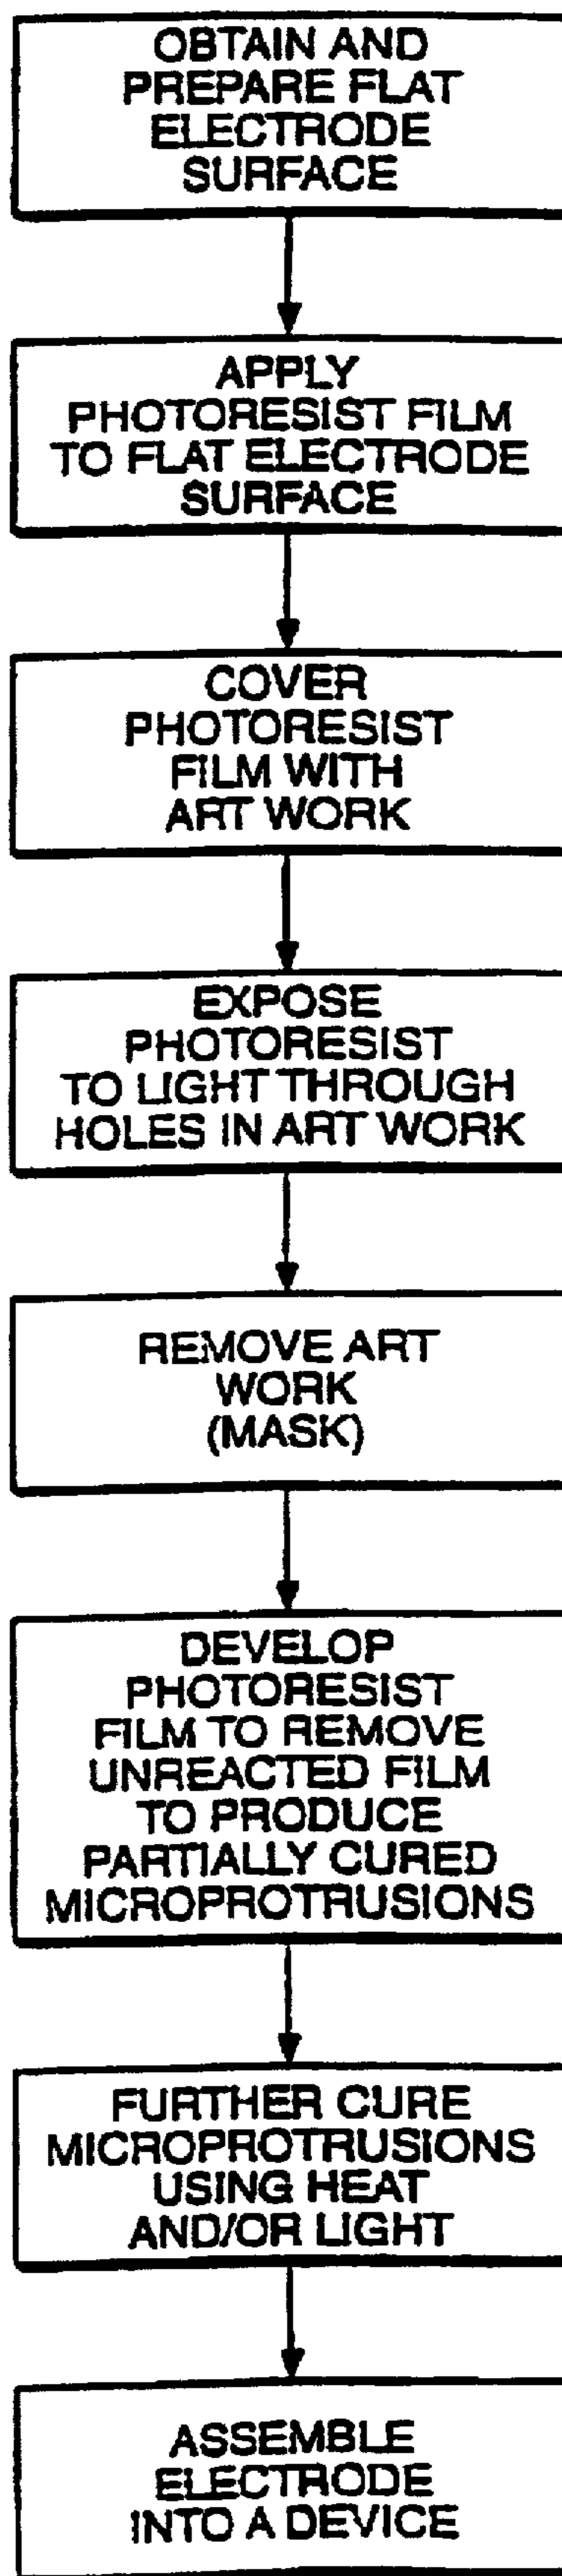 OBTAIN AND
PREPARE FLAT
ELECTRODE
SURFACE
APPLY
PHOTORESIST FILM
TO FLAT ELECTRODE
SURFACE
COVER
PHOTORESIST
FILM WITH
ART WORK
EXPOSE
PHOTORESIST
TO LIGHT THROUGH
HOLES IN ART WORK
REMOVE ART
WORK
(MASK)
DEVELOP
PHOTORESIST
FILM TO REMOVE
UNREACTED FILM
TO PRODUCE
PARTIALLY CURED
MICROPROTRUSIONS
FURTHER CURE
MICROPROTRUSIONS
USING HEAT
AND/OR LIGHT
ASSEMBLE
ELECTRODE
INTO A DEVICE